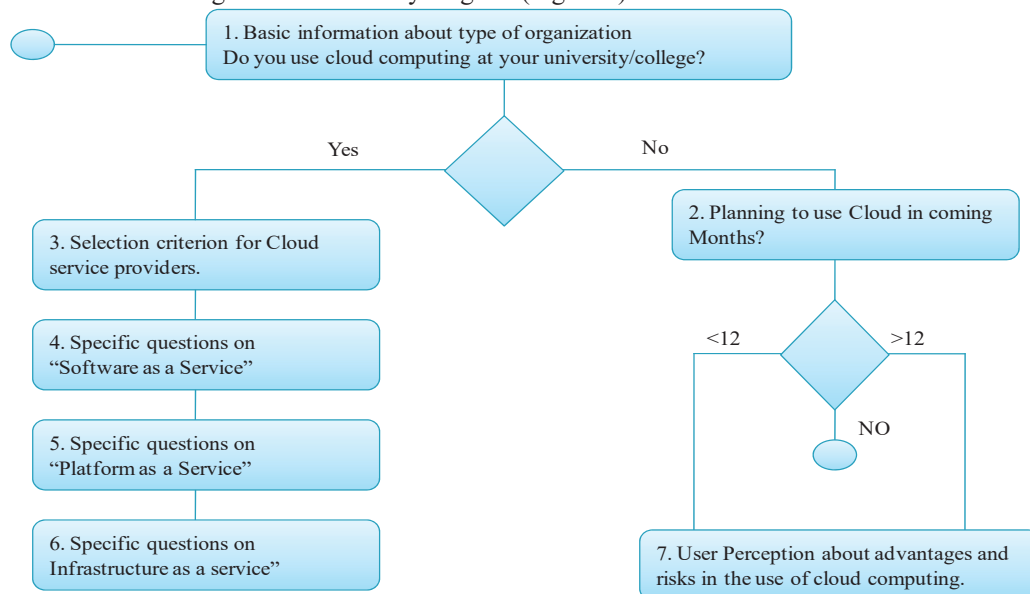 1. Basic information about type of organization
Do you use cloud computing at your university/college?
Yes
No
2. Planning to use Cloud in coming
Months?
3. Selection criterion for Cloud
service providers.
4. Specific questions on
“Software as a Service”
<12
>12
5. Specific questions on
“Platform as a Service”
NO
6. Specific questions on
Infrastructure as a service”
7. User Perception about advantages and
risks in the use of cloud computing.